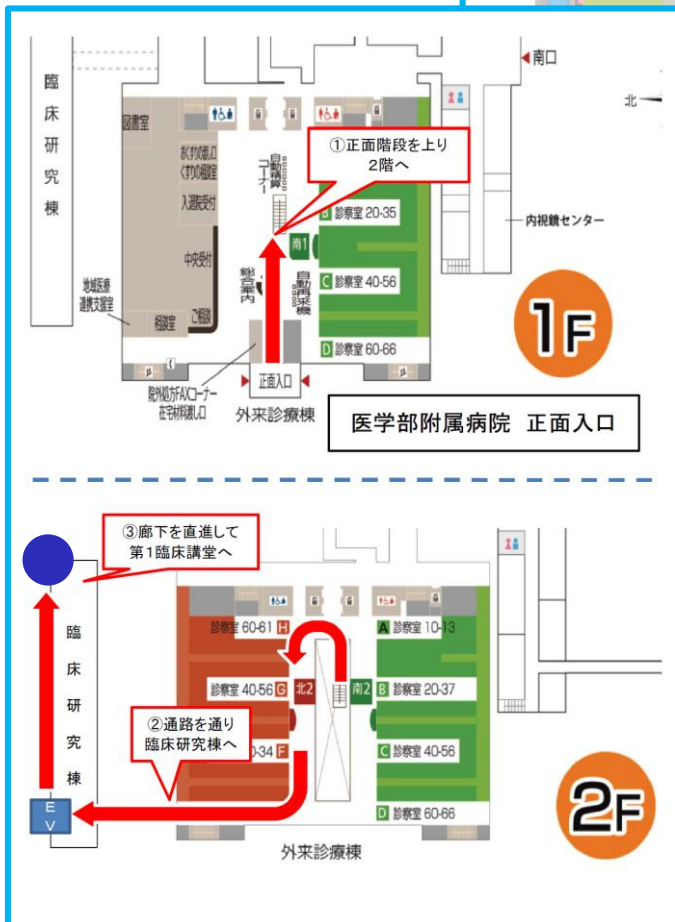 臨床研究棟
図書室
おくすりの渡し口
くすりの相談室
入退院受付
中央受付
ご相談
相談室
地域医療
連携支援室
院外処方FAXコーナー
在宅材料渡し口
自動精算
コーナー
①正面階段を上り
2階へ
南1
総合案内
自動再来機
B 診察室 20-35
C 診察室 40-56
D 診察室 60-66
正面入口
外来診療棟
南口
北
内視鏡センター
1F
医学部附属病院 正面入口
③廊下を直進して
第1臨床講堂へ
臨床研究棟
EV
②通路を通り
臨床研究棟へ
診察室 60-61 H
診察室 40-56 G
0-34 F
北2
南2
A 診察室 10-13
B 診察室 20-37
C 診察室 40-56
D 診察室 60-66
外来診療棟
2F